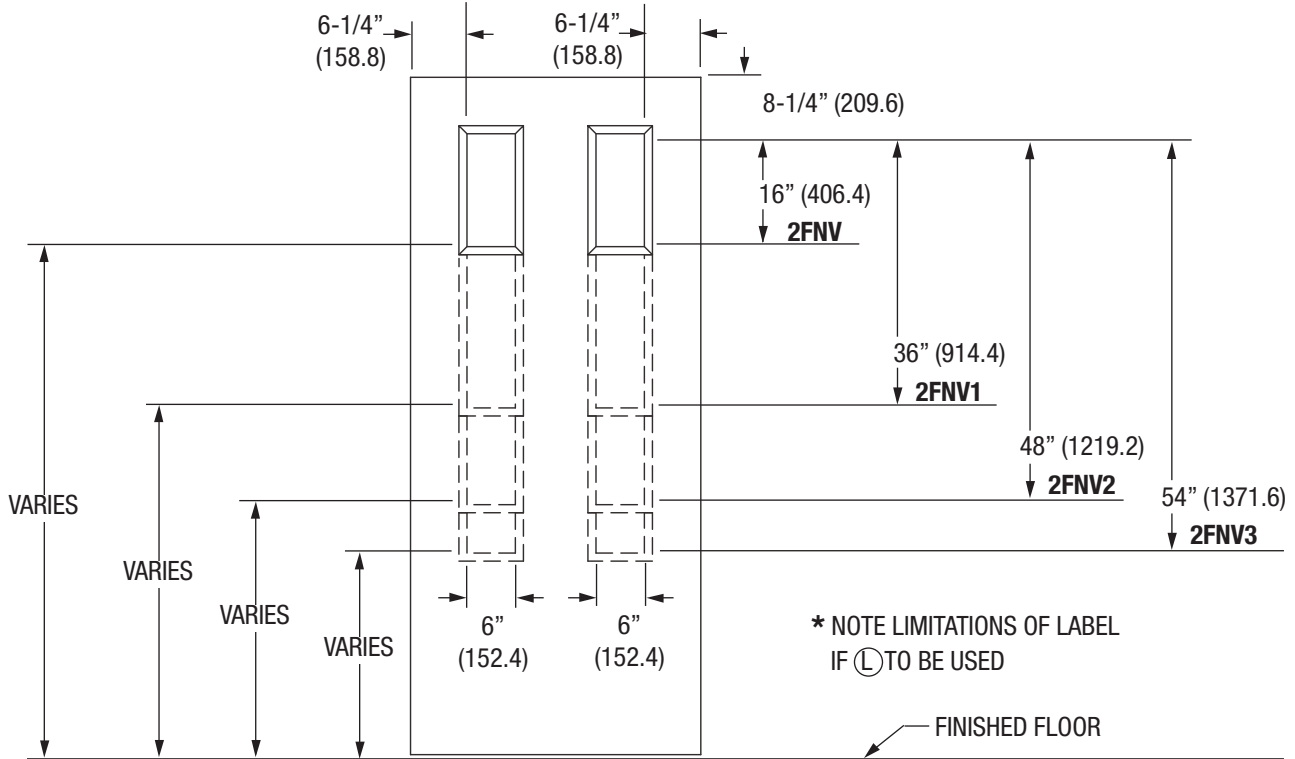 6-1/4”
(158.8)
6-1/4”
(158.8)
8-1/4” (209.6)
16” (406.4)
2FNV
36” (914.4)
2FNV1
48” (1219.2)
2FNV2
54” (1371.6)
2FNV3
VARIES
VARIES
VARIES
VARIES
6”
(152.4)
6”
(152.4)
* NOTE LIMITATIONS OF LABEL
IF Ⓛ TO BE USED
FINISHED FLOOR